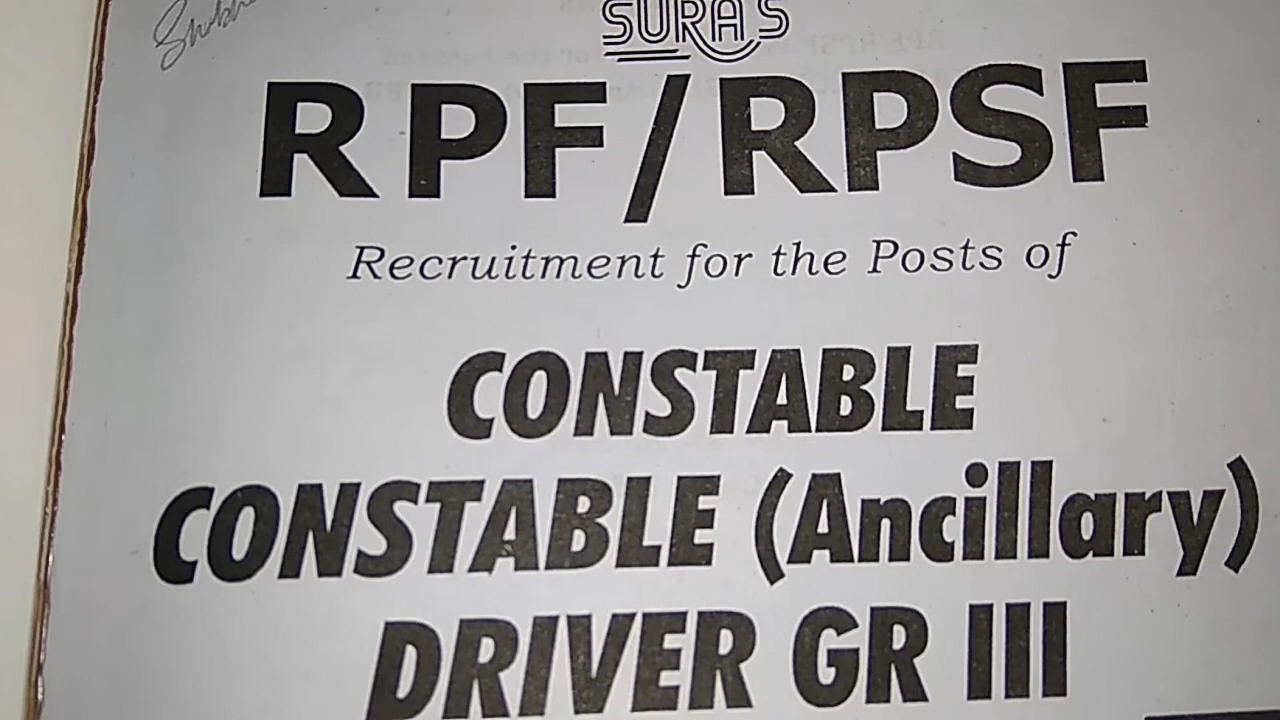 SURA'S
RPF/RPSF
Recruitment for the Posts of
CONSTABLE
CONSTABLE (Ancillary)
DRIVER GR III